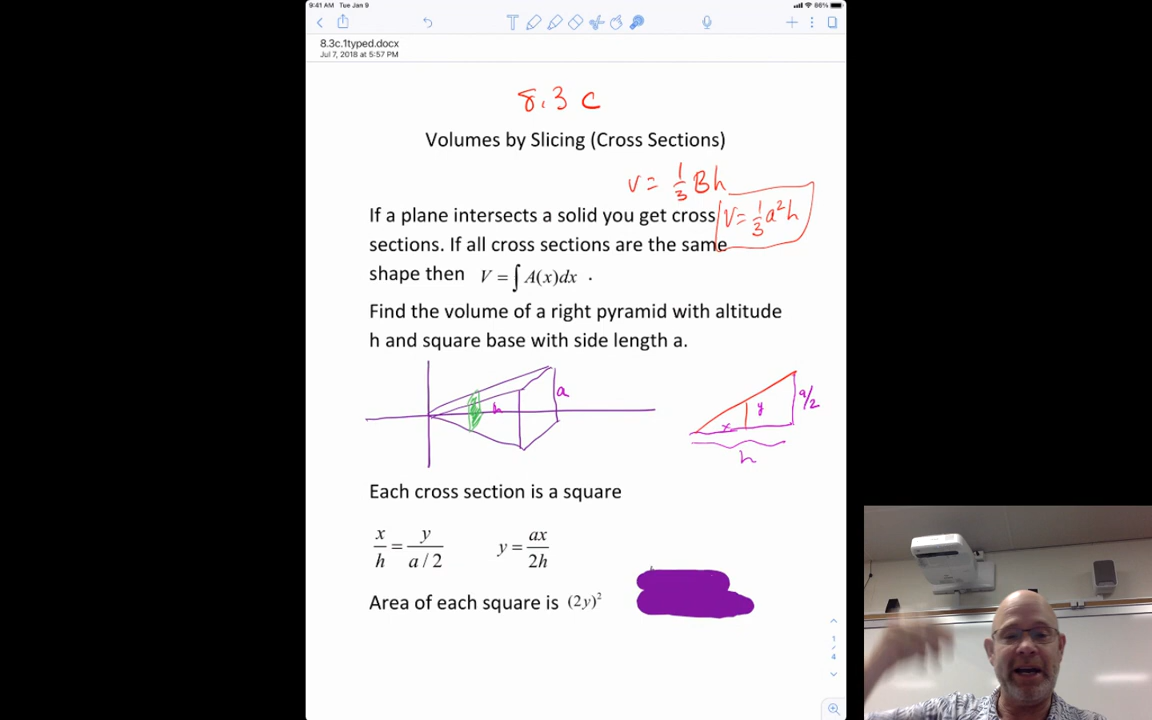 9:41 AM Tue Jan 9
86%
8.3c.1typed.docx
Jul 7, 2018 at 5:57 PM
8.3 c
Volumes by Slicing (Cross Sections)
V = 1/3 Bh
If a plane intersects a solid you get cross
V = 1/3 a²h
sections. If all cross sections are the same
shape then V = ∫ A(x)dx .
Find the volume of a right pyramid with altitude
h and square base with side length a.
a
h
a/2
y
x
h
Each cross section is a square
x/h = y/(a/2) y = ax/2h
Area of each square is (2y)²
1
/
4